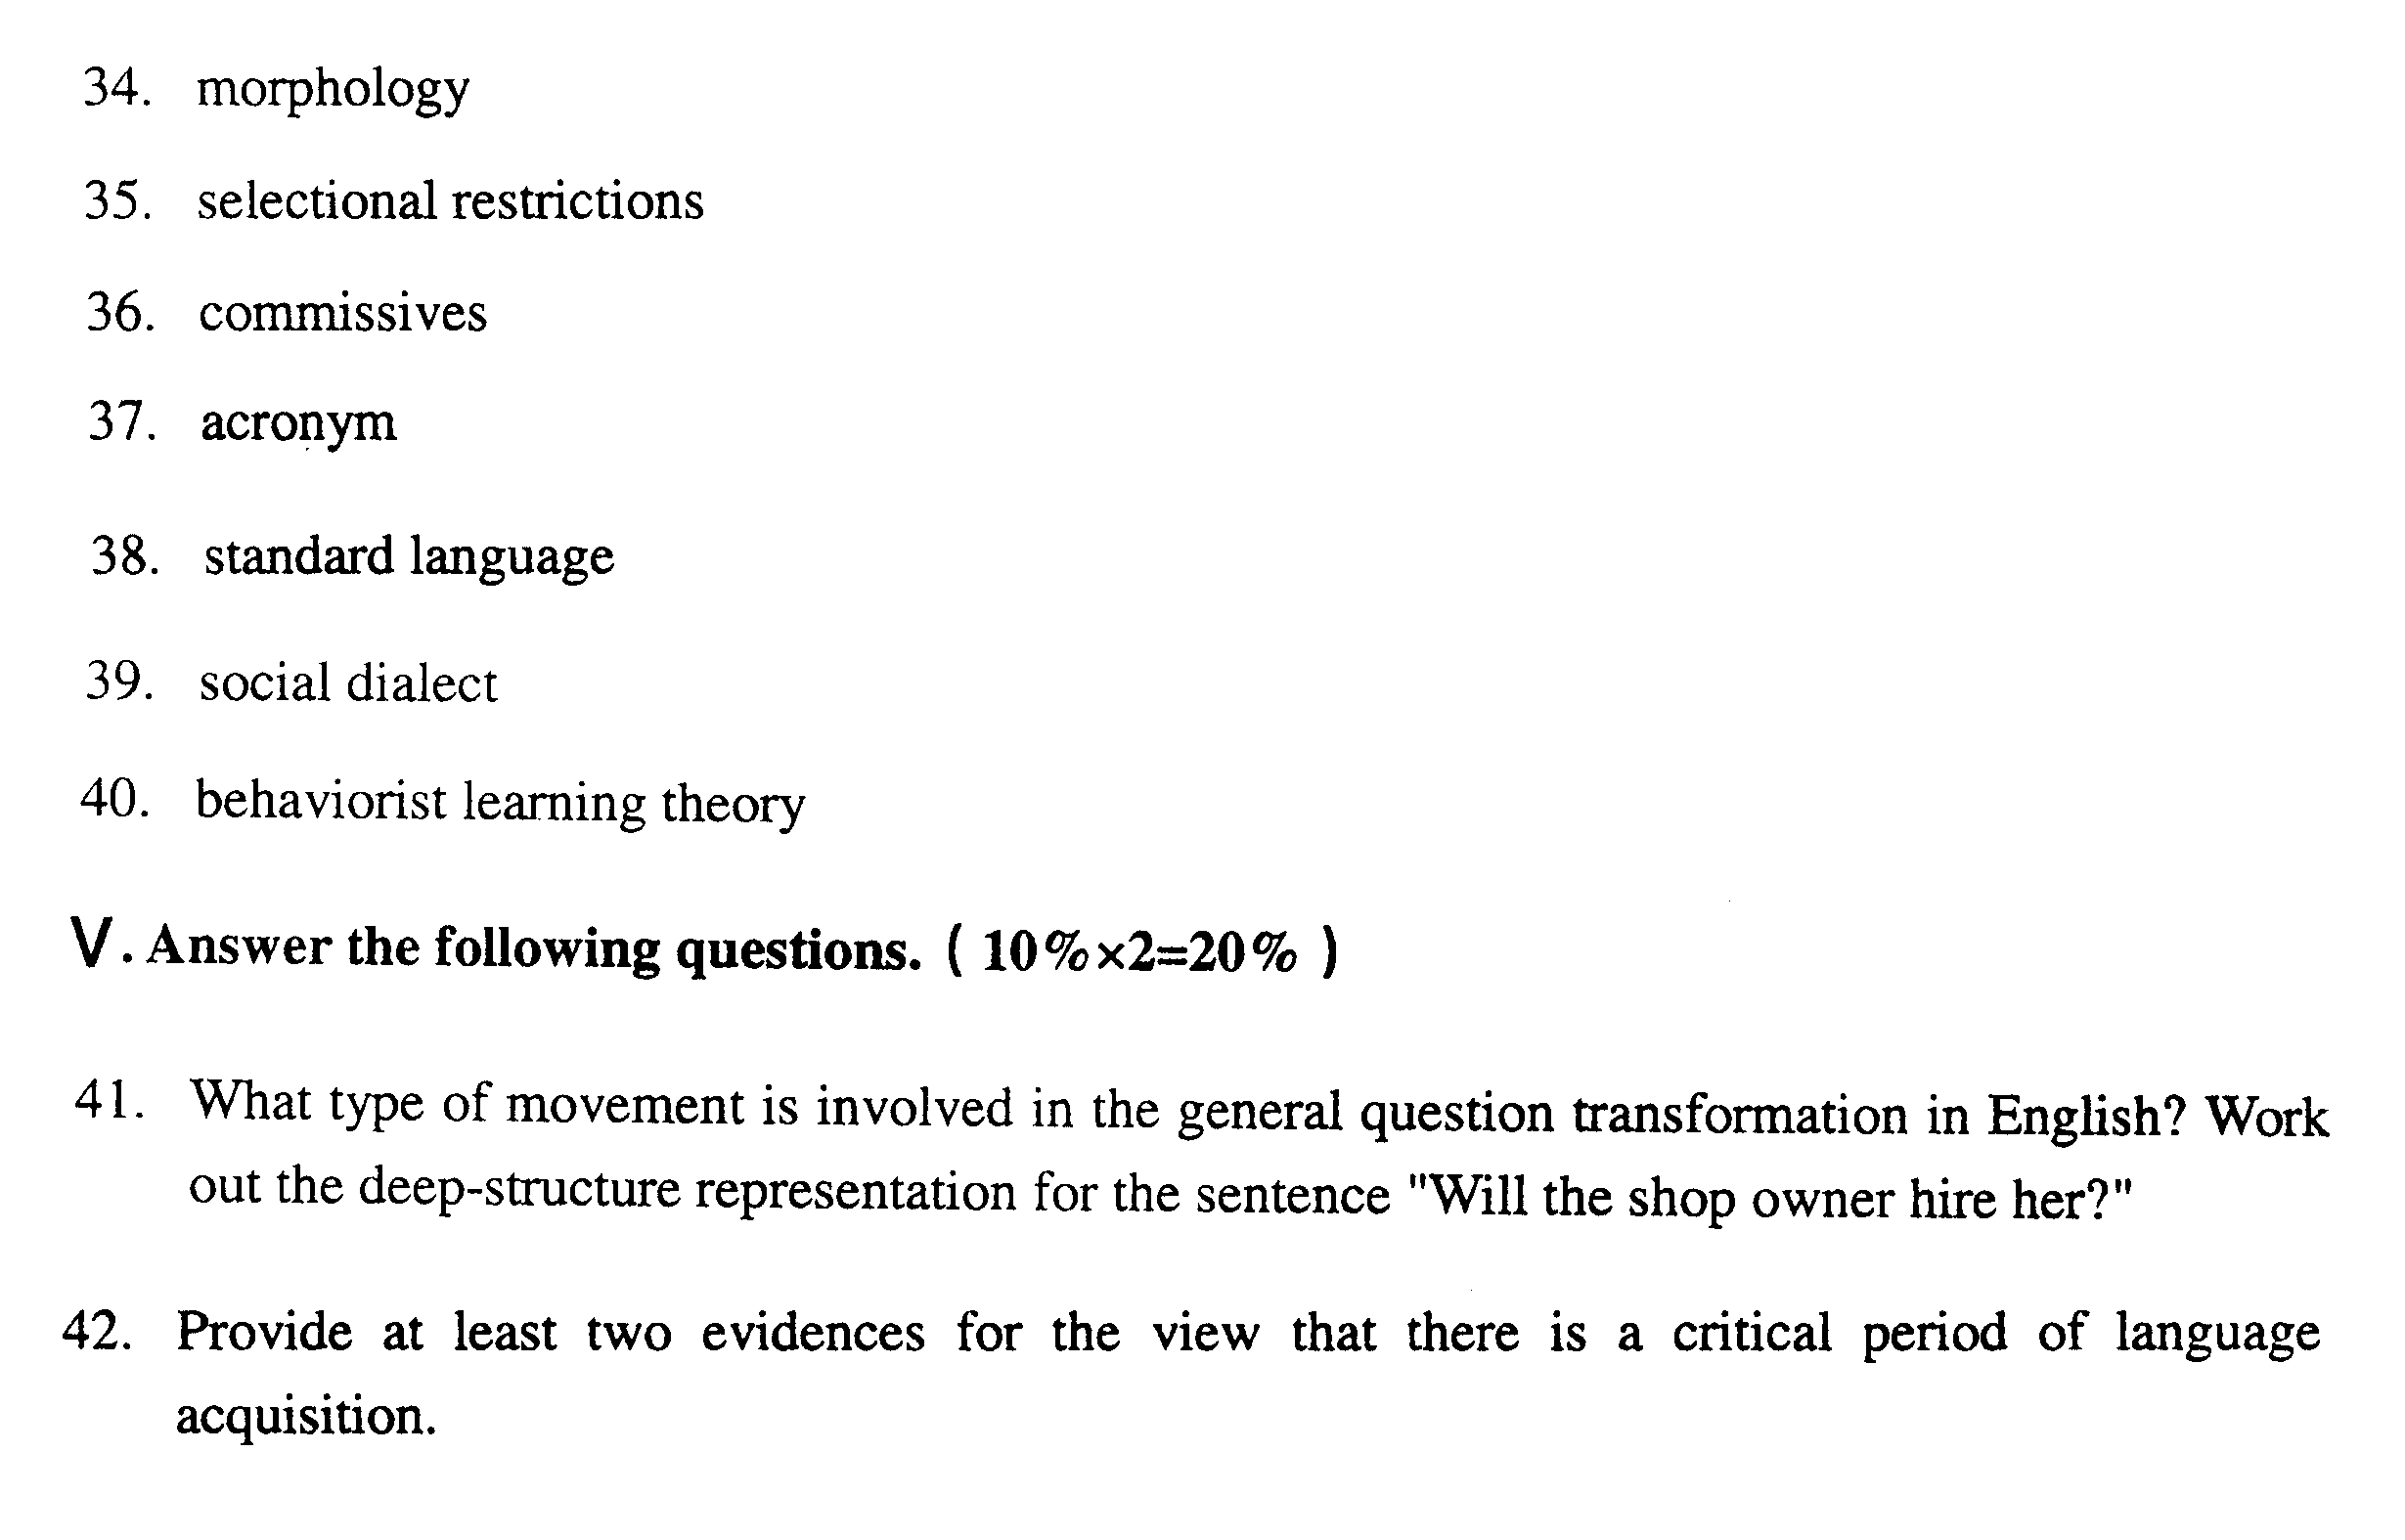 34. morphology
35. selectional restrictions
36. commissives
37. acronym
38. standard language
39. social dialect
40. behaviorist learning theory
V. Answer the following questions. ( 10%×2=20% )
41. What type of movement is involved in the general question transformation in English? Work
out the deep-structure representation for the sentence "Will the shop owner hire her?"
42. Provide at least two evidences for the view that there is a critical period of language
acquisition.